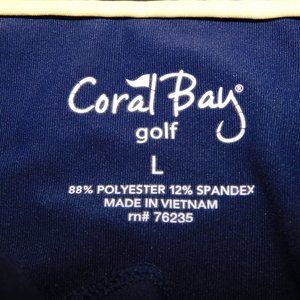 Coral Bay®
golf
L
88% POLYESTER 12% SPANDEX
MADE IN VIETNAM
rn# 76235